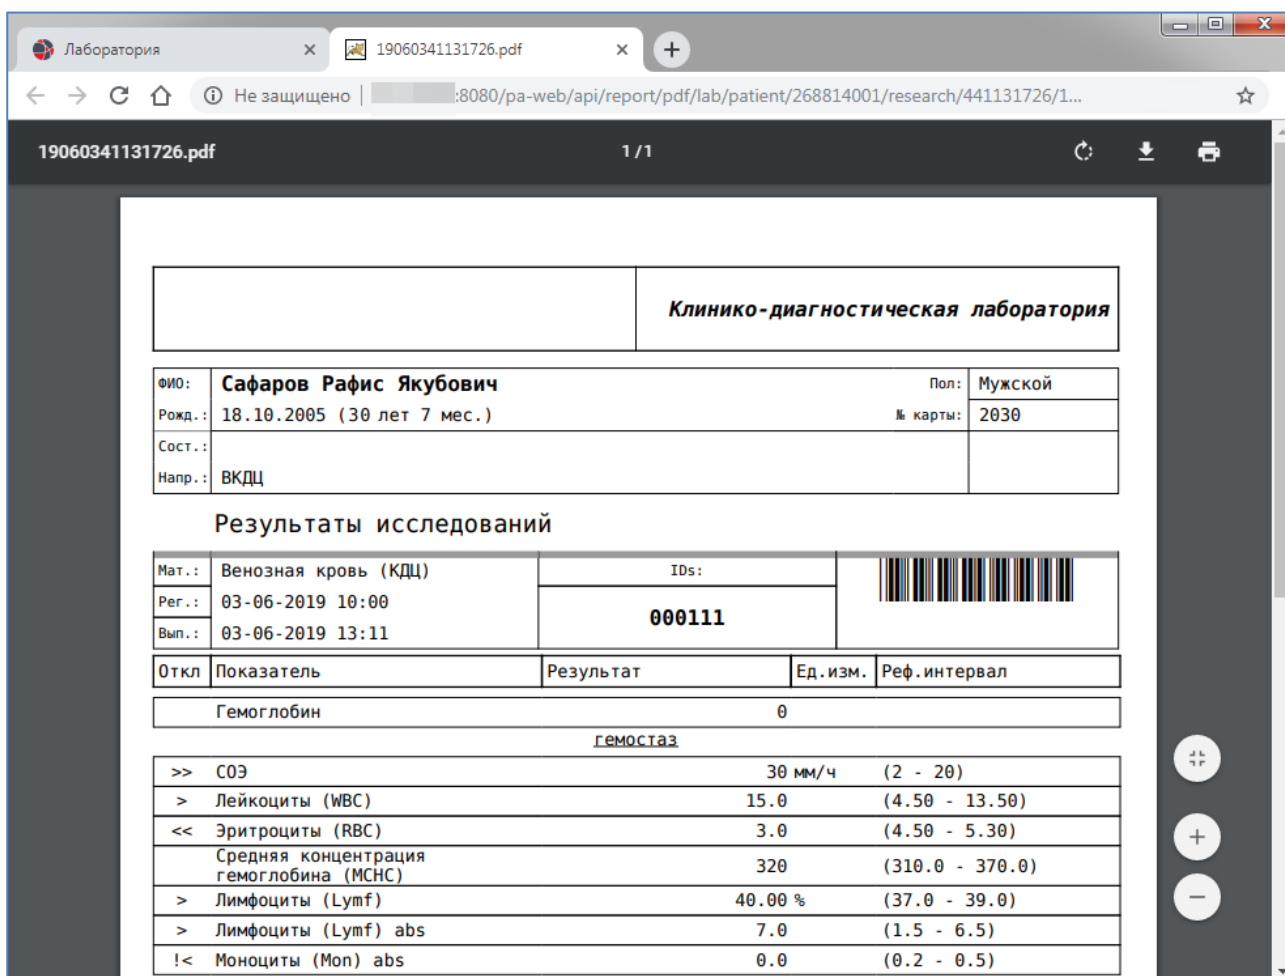 Лаборатория
19060341131726.pdf
Не защищено | :8080/pa-web/api/report/pdf/lab/patient/268814001/research/441131726/1...
19060341131726.pdf 1 / 1
Клинико-диагностическая лаборатория
ФИО: Сафаров Рафис Якубович Пол: Мужской
Рожд.: 18.10.2005 (30 лет 7 мес.) № карты: 2030
Сост.:
Напр.: ВКДЦ
Результаты исследований
Мат.: Венозная кровь (КДЦ) IDs:
Рег.: 03-06-2019 10:00
000111
Вып.: 03-06-2019 13:11
Откл Показатель Результат Ед.изм. Реф.интервал
Гемоглобин 0
гемостаз
>> СОЭ 30 мм/ч (2 - 20)
> Лейкоциты (WBC) 15.0 (4.50 - 13.50)
<< Эритроциты (RBC) 3.0 (4.50 - 5.30)
Средняя концентрация
гемоглобина (MCHC) 320 (310.0 - 370.0)
> Лимфоциты (Lymf) 40.00 % (37.0 - 39.0)
> Лимфоциты (Lymf) abs 7.0 (1.5 - 6.5)
!< Моноциты (Mon) abs 0.0 (0.2 - 0.5)